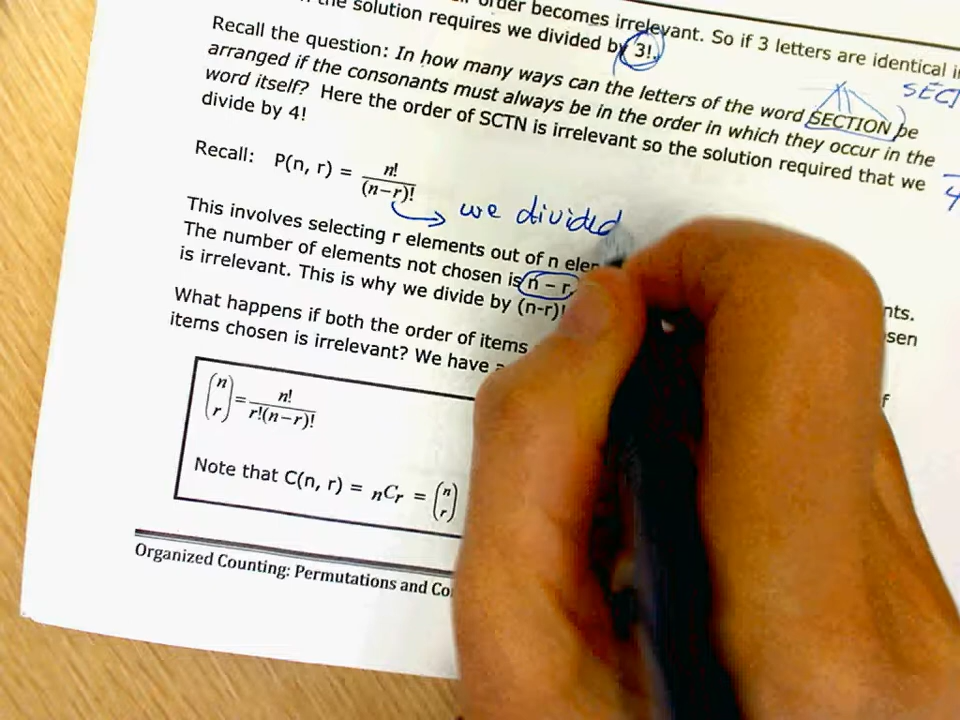 order becomes irrelevant. So if 3 letters are identical
the solution requires we divided by 3!.
Recall the question: In how many ways can the letters of the word SECTION be
arranged if the consonants must always be in the order in which they occur in the
word itself? Here the order of SCTN is irrelevant so the solution required that we
divide by 4!
SECT
4
Recall: P(n, r) = n! / (n−r)!
we divided
This involves selecting r elements out of n
The number of elements not chosen is n − r
is irrelevant. This is why we divide by (n-r)!
What happens if both the order of items
items chosen is irrelevant? We have
(n r) = n! / r!(n−r)!
Note that C(n, r) = nCr = (n r)
Organized Counting: Permutations and